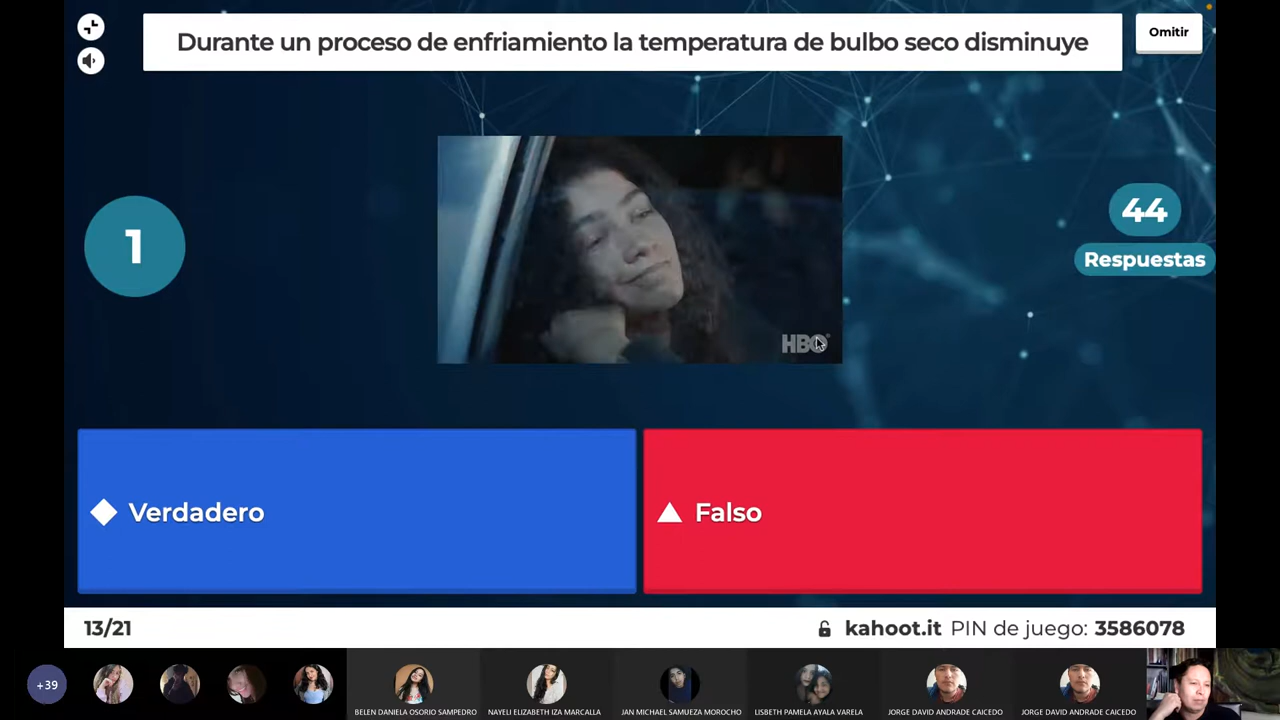 Durante un proceso de enfriamiento la temperatura de bulbo seco disminuye
Omitir
1
44
Respuestas
HBO
Verdadero
Falso
13/21
kahoot.it PIN de juego: 3586078
+39
BELEN DANIELA OSORIO SAMPEDRO
NAYELI ELIZABETH IZA MARCALLA
JAN MICHAEL SAMUEZA MOROCHO
LISBETH PAMELA AYALA VARELA
JORGE DAVID ANDRADE CAICEDO
JORGE DAVID ANDRADE CAICEDO